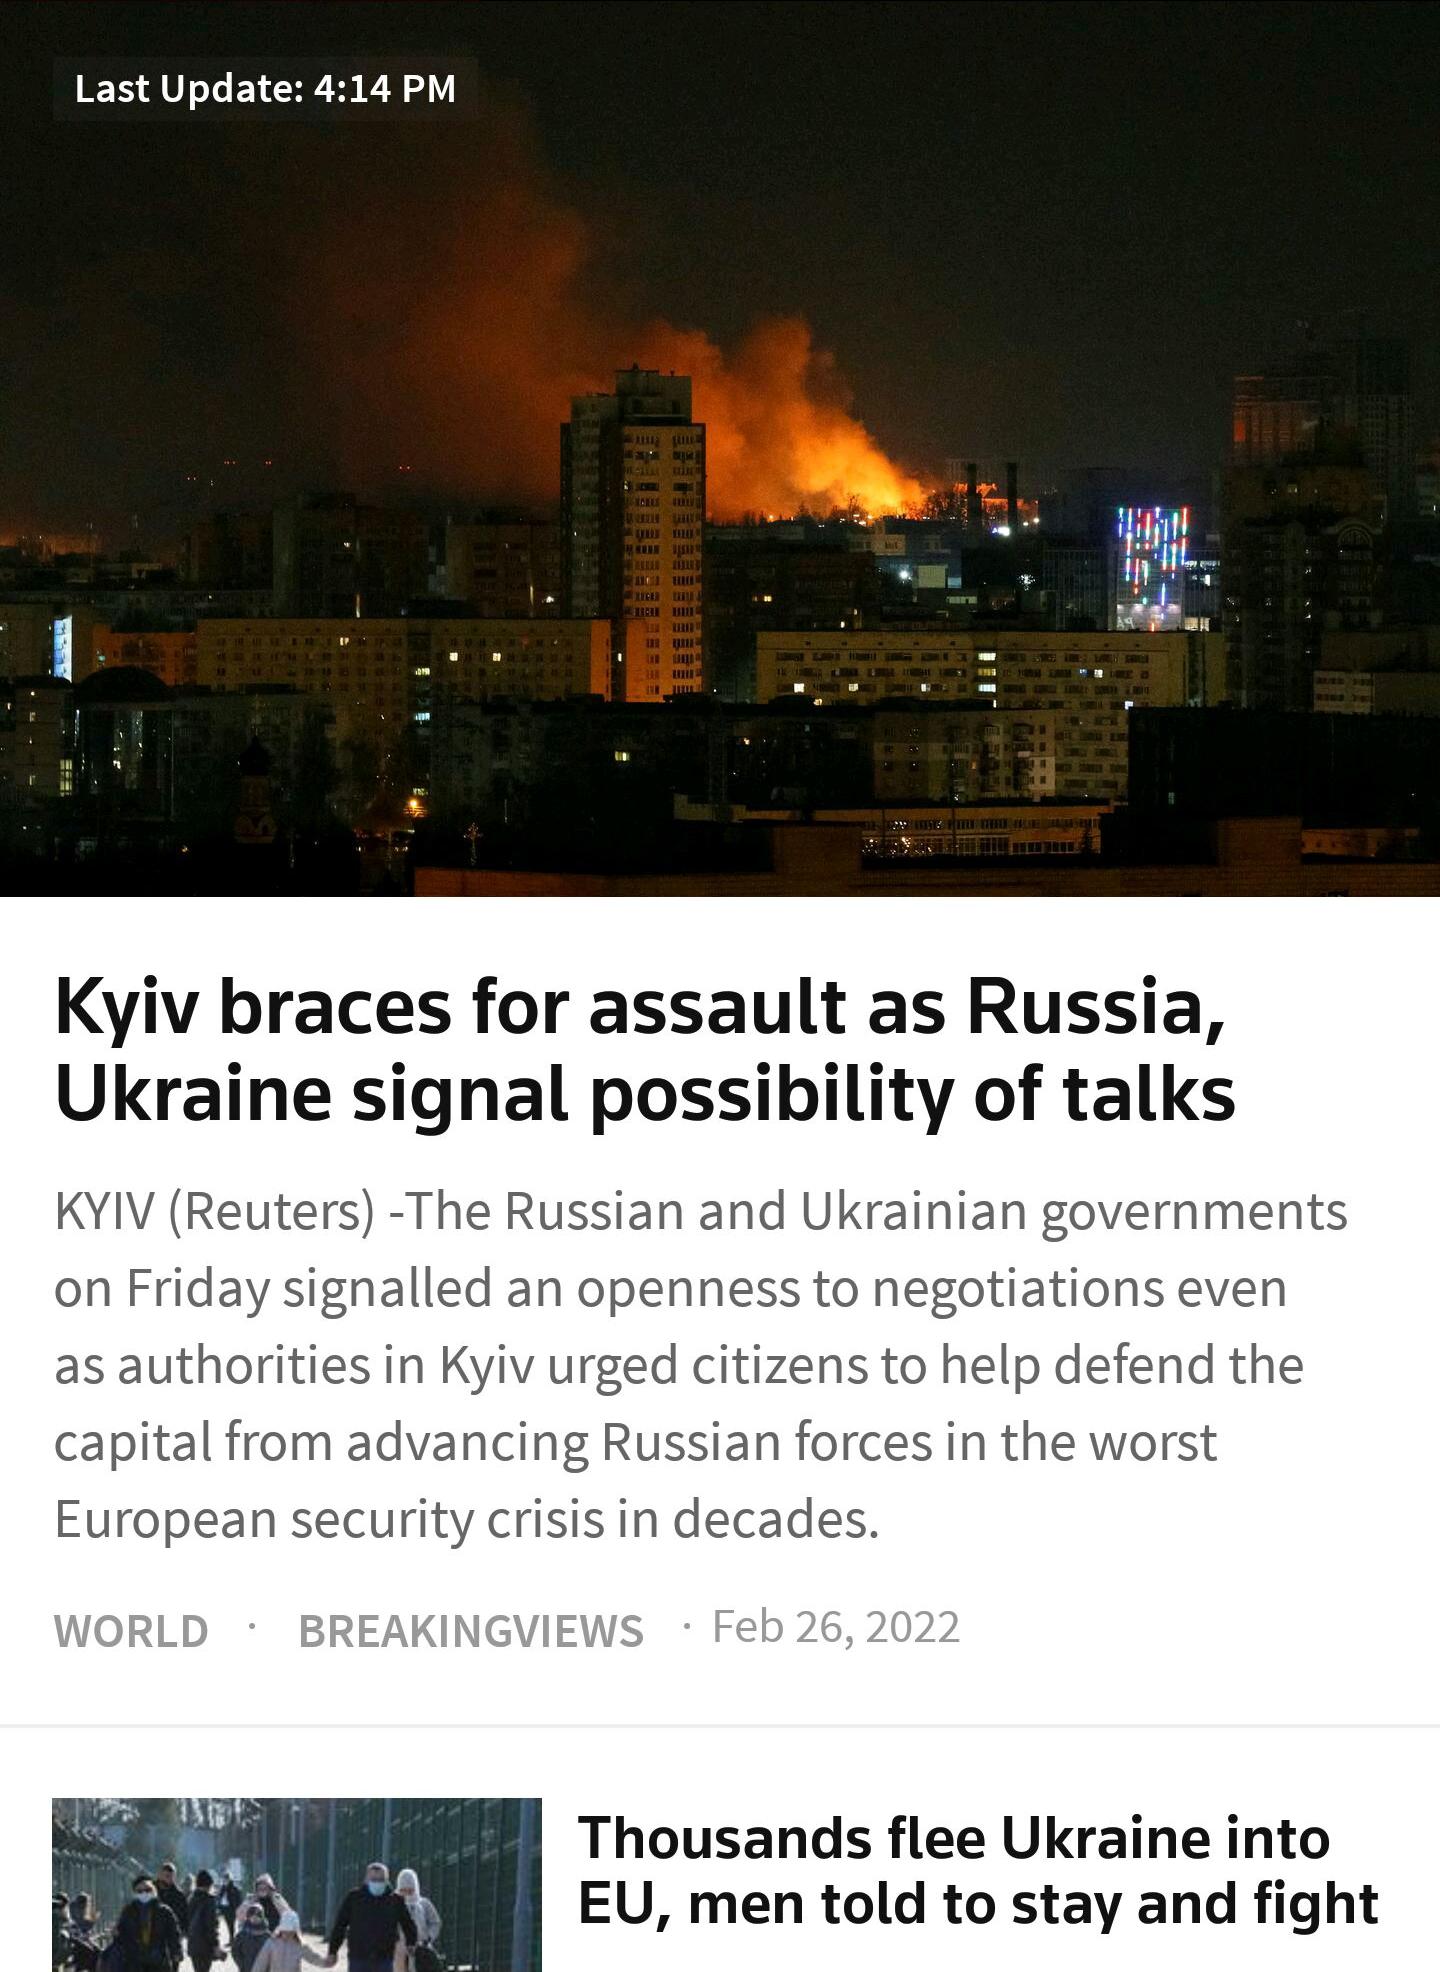 Last Update: 4:14 PM
Kyiv braces for assault as Russia,
Ukraine signal possibility of talks
KYIV (Reuters) -The Russian and Ukrainian governments
on Friday signalled an openness to negotiations even
as authorities in Kyiv urged citizens to help defend the
capital from advancing Russian forces in the worst
European security crisis in decades.
WORLD · BREAKINGVIEWS · Feb 26, 2022
Thousands flee Ukraine into
EU, men told to stay and fight